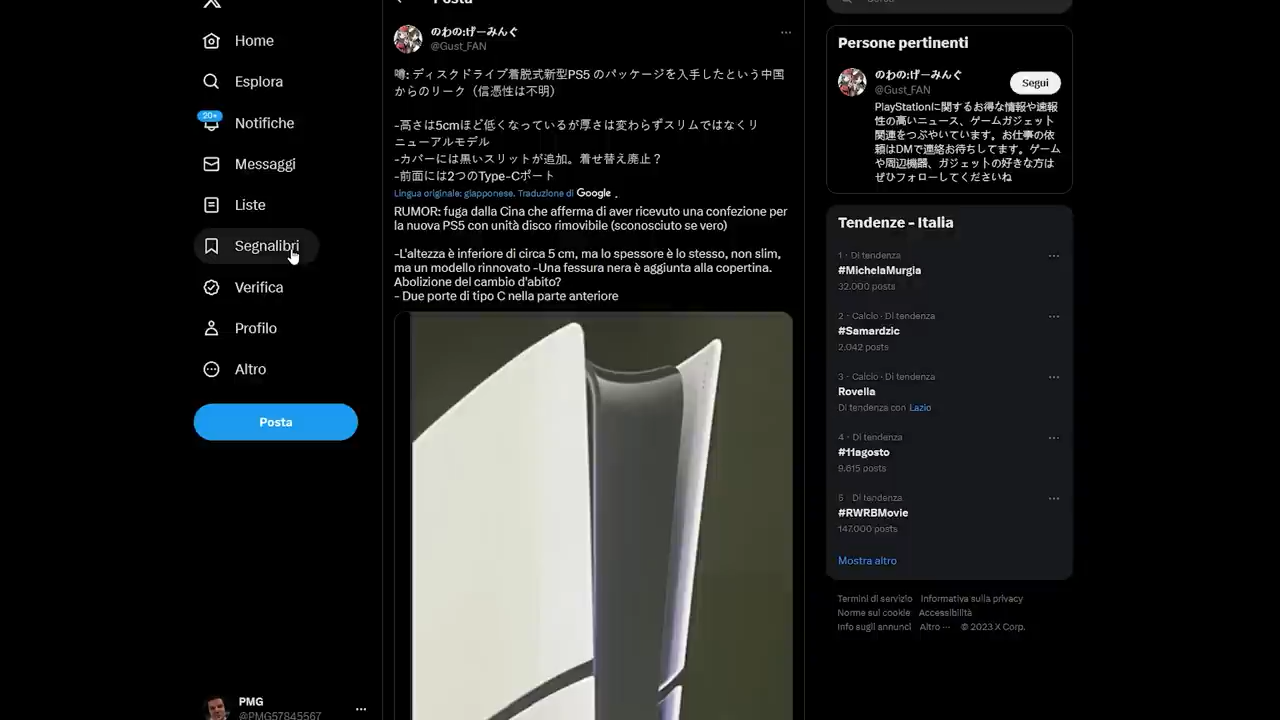 Posta
Home
Esplora
20+
Notifiche
Messaggi
Liste
Segnalibri
Verifica
Profilo
Altro
Posta
PMG
@PMG57845567
のわの:げーみんぐ
@Gust_FAN
噂: ディスクドライブ着脱式新型PS5 のパッケージを入手したという中国
からのリーク（信憑性は不明）
-高さは5cmほど低くなっているが厚さは変わらずスリムではなくリ
ニューアルモデル
-カバーには黒いスリットが追加。着せ替え廃止？
-前面には2つのType-Cポート
Lingua originale: giapponese. Traduzione di Google .
RUMOR: fuga dalla Cina che afferma di aver ricevuto una confezione per
la nuova PS5 con unità disco rimovibile (sconosciuto se vero)
-L'altezza è inferiore di circa 5 cm, ma lo spessore è lo stesso, non slim,
ma un modello rinnovato -Una fessura nera è aggiunta alla copertina.
Abolizione del cambio d'abito?
- Due porte di tipo C nella parte anteriore
Cerca
Persone pertinenti
のわの:げーみんぐ
@Gust_FAN
Segui
PlayStationに関するお得な情報や速報
性の高いニュース、ゲームガジェット
関連をつぶやいています。お仕事の依
頼はDMで連絡お待ちしてます。ゲーム
や周辺機器、ガジェットの好きな方は
ぜひフォローしてくださいね
Tendenze - Italia
1 · Di tendenza
#MichelaMurgia
32.000 posts
2 · Calcio · Di tendenza
#Samardzic
2.042 posts
3 · Calcio · Di tendenza
Rovella
Di tendenza con Lazio
4 · Di tendenza
#11agosto
9.615 posts
5 · Di tendenza
#RWRBMovie
147.000 posts
Mostra altro
Termini di servizio Informativa sulla privacy
Norme sui cookie Accessibilità
Info sugli annunci Altro ··· © 2023 X Corp.